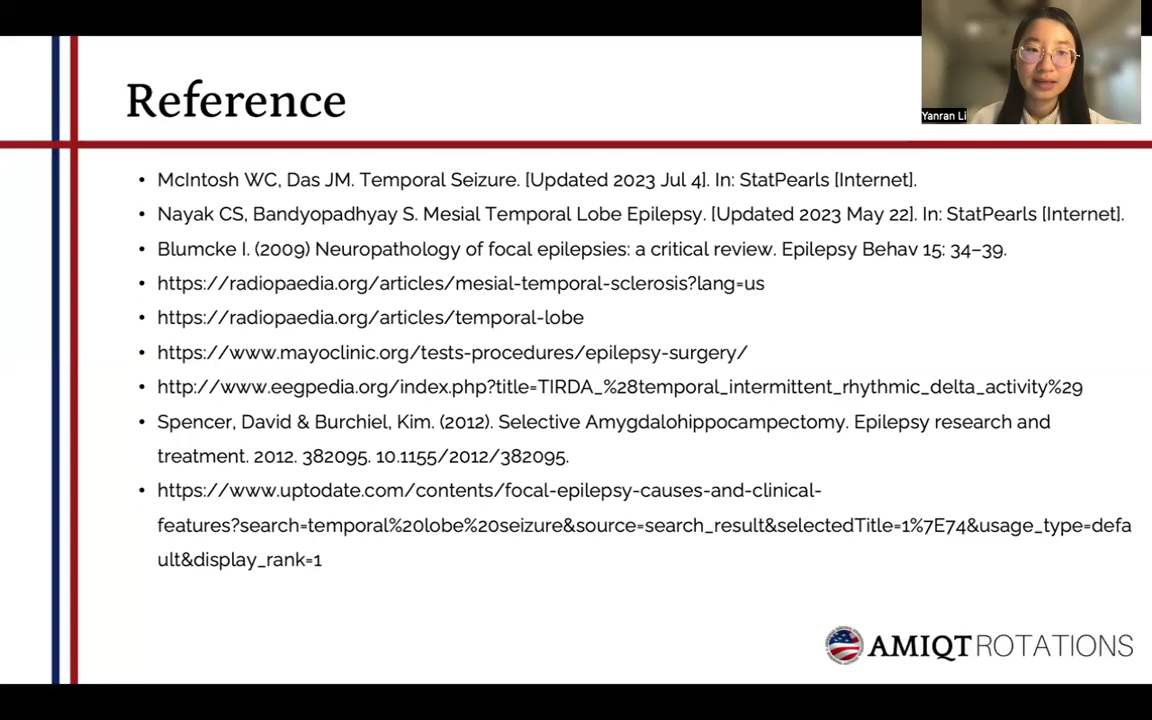 Reference
Yanran Li
• McIntosh WC, Das JM. Temporal Seizure. [Updated 2023 Jul 4]. In: StatPearls [Internet].
• Nayak CS, Bandyopadhyay S. Mesial Temporal Lobe Epilepsy. [Updated 2023 May 22]. In: StatPearls [Internet].
• Blumcke I. (2009) Neuropathology of focal epilepsies: a critical review. Epilepsy Behav 15: 34–39.
• https://radiopaedia.org/articles/mesial-temporal-sclerosis?lang=us
• https://radiopaedia.org/articles/temporal-lobe
• https://www.mayoclinic.org/tests-procedures/epilepsy-surgery/
• http://www.eegpedia.org/index.php?title=TIRDA_%28temporal_intermittent_rhythmic_delta_activity%29
• Spencer, David & Burchiel, Kim. (2012). Selective Amygdalohippocampectomy. Epilepsy research and
treatment. 2012. 382095. 10.1155/2012/382095.
• https://www.uptodate.com/contents/focal-epilepsy-causes-and-clinical-
features?search=temporal%20lobe%20seizure&source=search_result&selectedTitle=1%7E74&usage_type=defa
ult&display_rank=1
AMIQT ROTATIONS